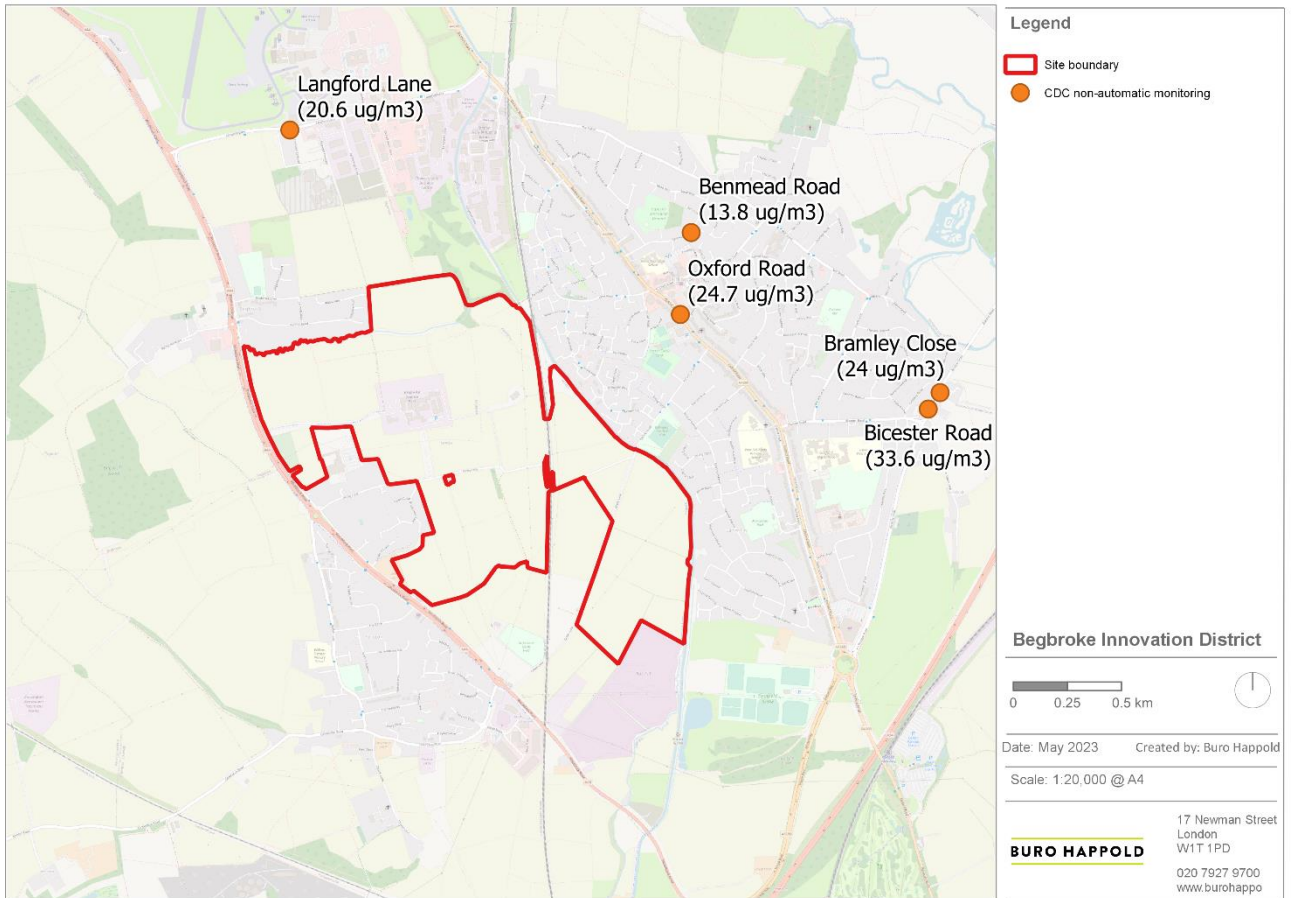 Langford Lane
(20.6 ug/m3)
Benmead Road
(13.8 ug/m3)
Oxford Road
(24.7 ug/m3)
Bramley Close
(24 ug/m3)
Bicester Road
(33.6 ug/m3)
Legend
Site boundary
CDC non-automatic monitoring
Begbroke Innovation District
0 0.25 0.5 km
Date: May 2023 Created by: Buro Happold
Scale: 1:20,000 @ A4
BURO HAPPOLD
17 Newman Street
London
W1T 1PD
020 7927 9700
www.burohappo